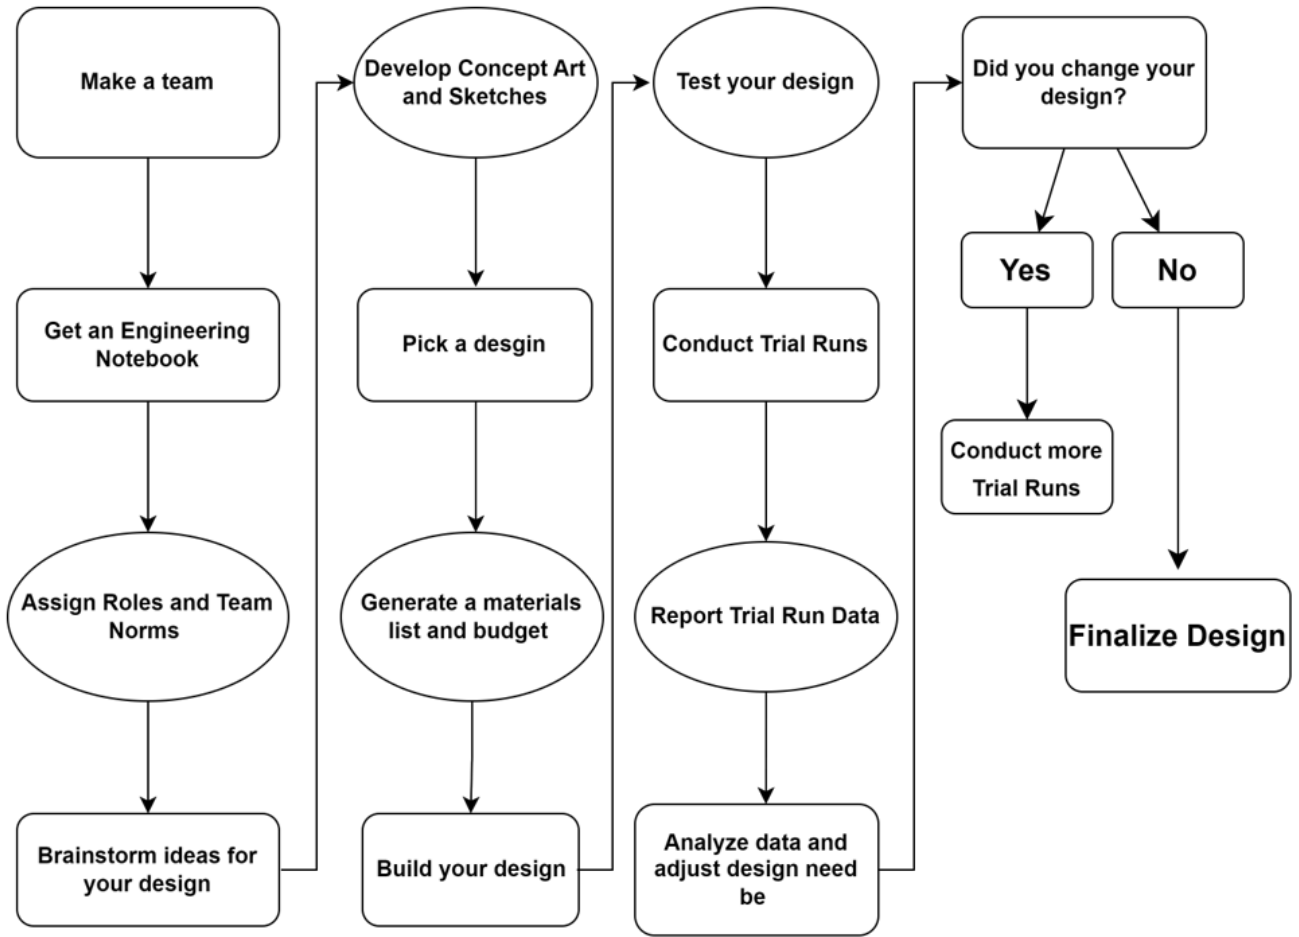 Make a team
Get an Engineering
Notebook
Assign Roles and Team
Norms
Brainstorm ideas for
your design
Develop Concept Art
and Sketches
Pick a desgin
Generate a materials
list and budget
Build your design
Test your design
Conduct Trial Runs
Report Trial Run Data
Analyze data and
adjust design need
be
Did you change your
design?
Yes
No
Conduct more
Trial Runs
Finalize Design